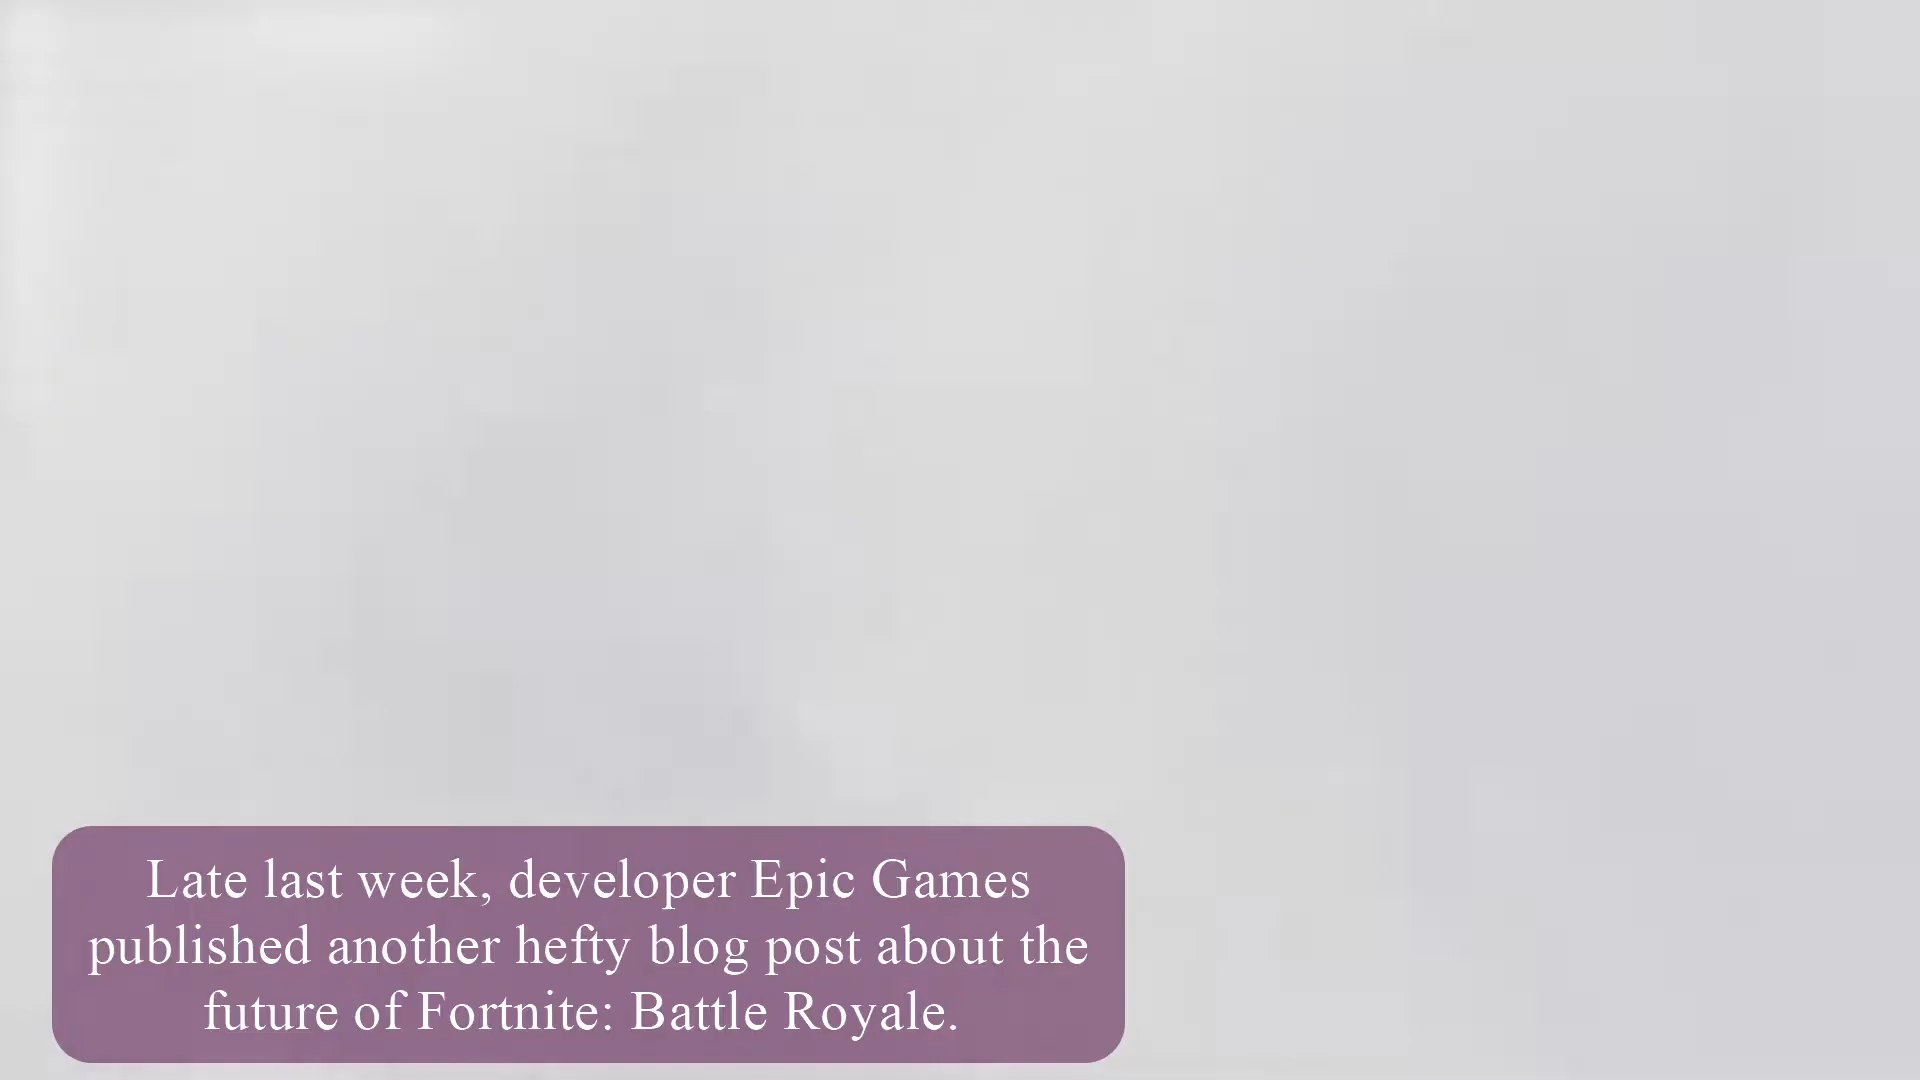 Late last week, developer Epic Games
published another hefty blog post about the
future of Fortnite: Battle Royale.